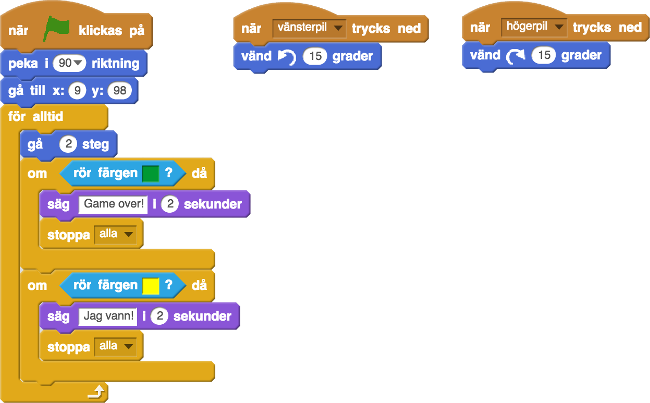 när klickas på
peka i 90 riktning
gå till x: 9 y: 98
för alltid
gå 2 steg
om rör färgen ? då
säg Game over! i 2 sekunder
stoppa alla
om rör färgen ? då
säg Jag vann! i 2 sekunder
stoppa alla
när vänsterpil trycks ned
vänd 15 grader
när högerpil trycks ned
vänd 15 grader